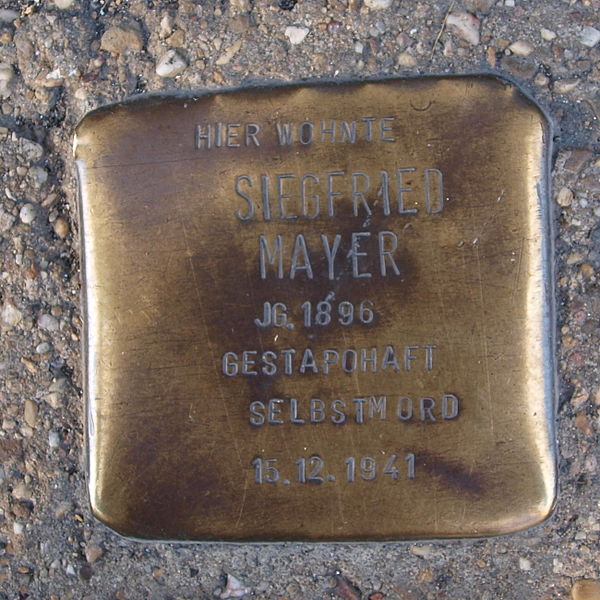 HIER WOHNTE
SIEGFRIED
MAYER
JG. 1896
GESTAPOHAFT
SELBSTMORD
15.12.1941